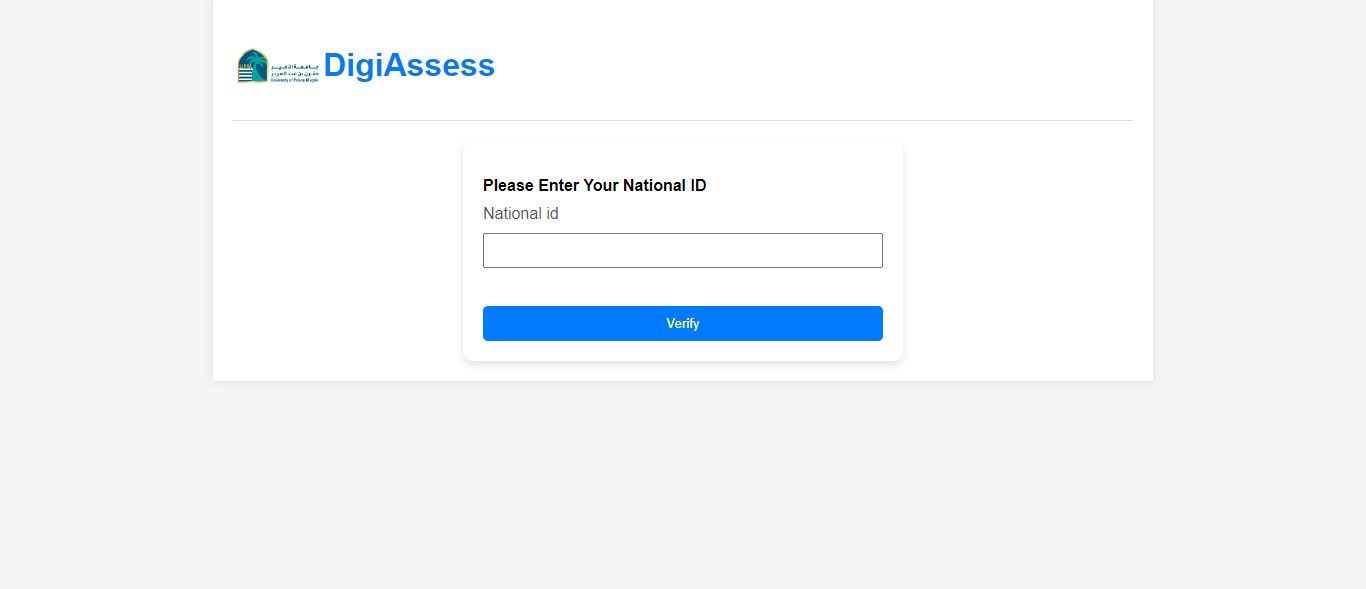 جامعة الأمير
مقرن بن عبدالعزيز
University of Prince Mugrin
DigiAssess
Please Enter Your National ID
National id
Verify